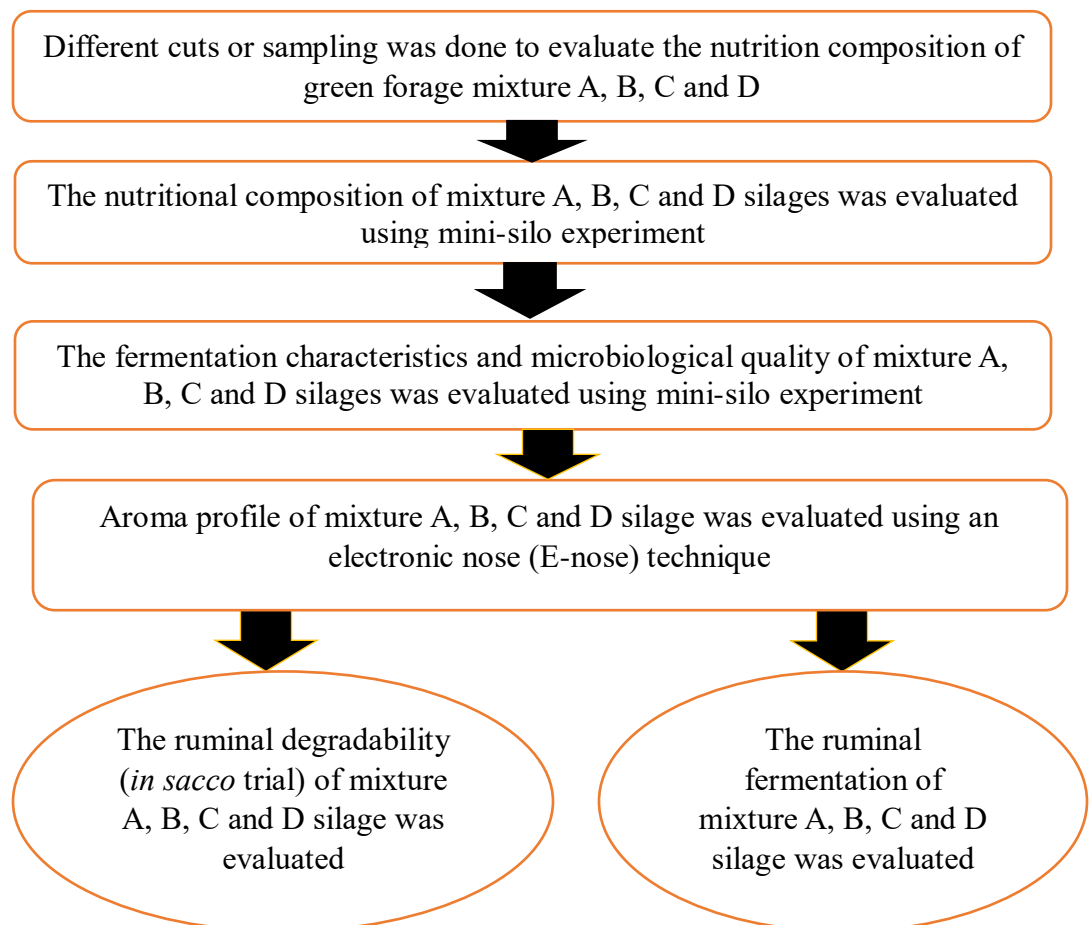 Different cuts or sampling was done to evaluate the nutrition composition of
green forage mixture A, B, C and D
The nutritional composition of mixture A, B, C and D silages was evaluated
using mini-silo experiment
The fermentation characteristics and microbiological quality of mixture A,
B, C and D silages was evaluated using mini-silo experiment
Aroma profile of mixture A, B, C and D silage was evaluated using an
electronic nose (E-nose) technique
The ruminal degradability
(in sacco trial) of mixture
A, B, C and D silage was
evaluated
The ruminal
fermentation of
mixture A, B, C and D
silage was evaluated